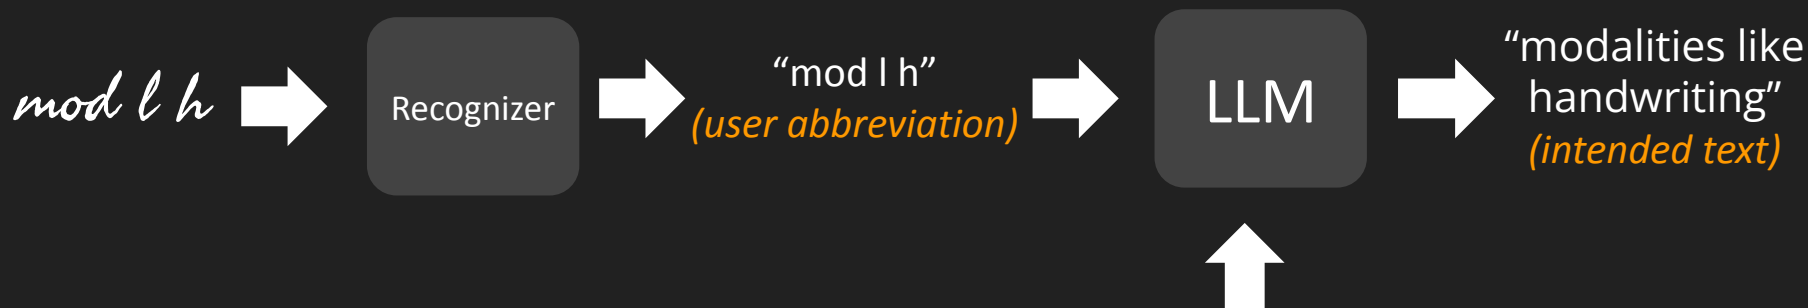 mod l h
Recognizer
“mod l h”
(user abbreviation)
LLM
“modalities like
handwriting”
(intended text)